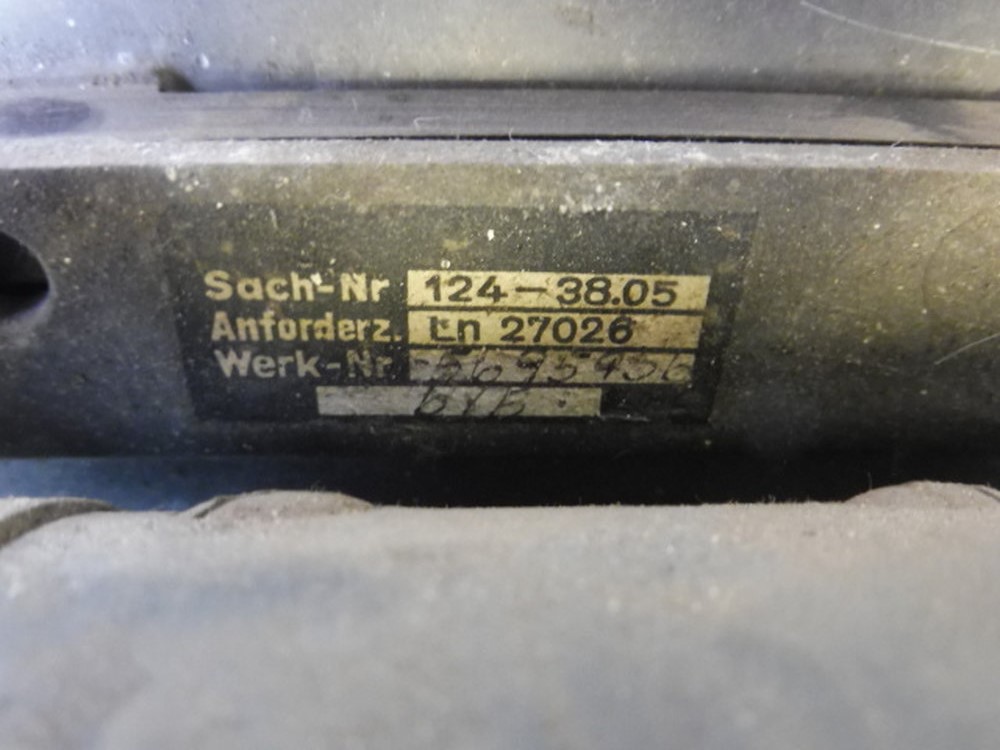 Sach-Nr 124-38.05
Anforderz. Ln 27026
Werk-Nr